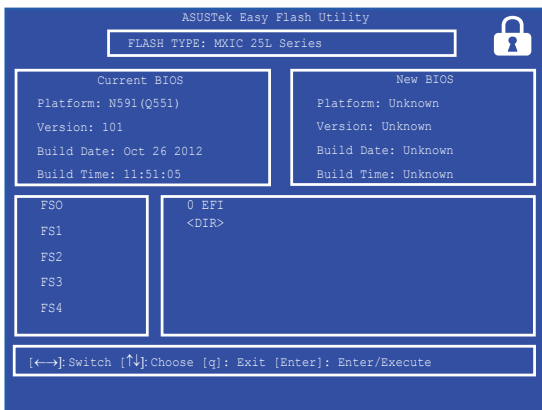 ASUSTek Easy Flash Utility
FLASH TYPE: MXIC 25L Series
Current BIOS
Platform: N591(Q551)
Version: 101
Build Date: Oct 26 2012
Build Time: 11:51:05
New BIOS
Platform: Unknown
Version: Unknown
Build Date: Unknown
Build Time: Unknown
FSO
FS1
FS2
FS3
FS4
0 EFI
<DIR>
[←→]: Switch [↑↓]: Choose [q]: Exit [Enter]: Enter/Execute